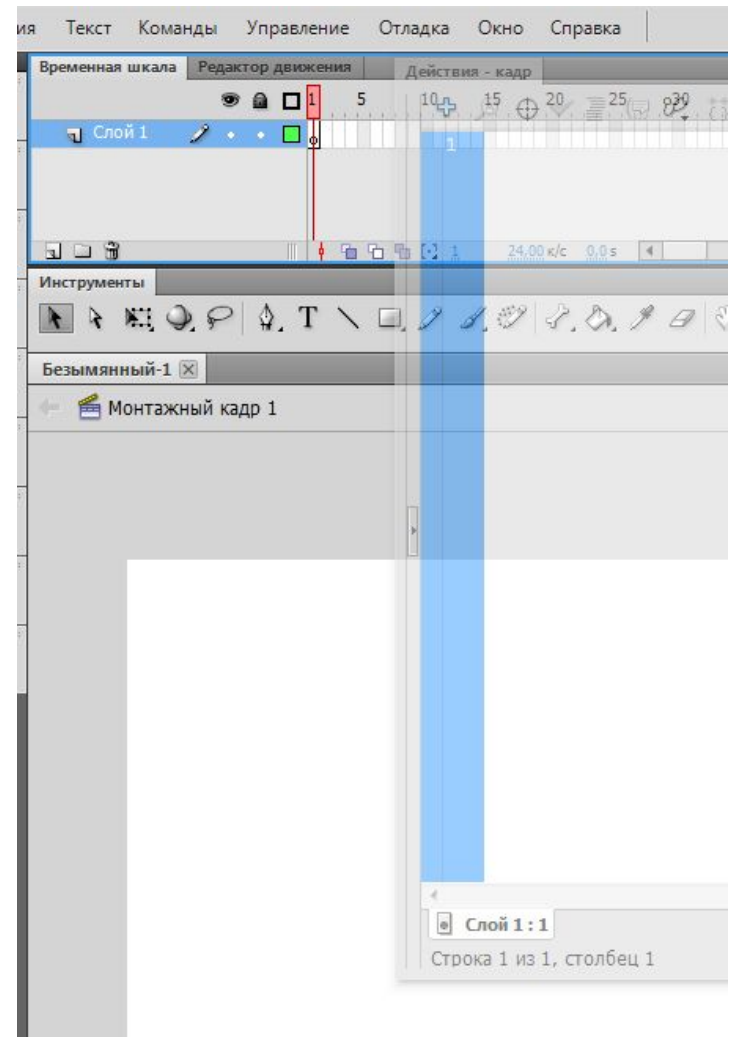 ия Текст Команды Управление Отладка Окно Справка
Временная шкала Редактор движения Действия - кадр
1 5 10 15 20 25 30
Слой 1
1
1 24,00 к/с 0,0 s
Инструменты
T
Безымянный-1
Монтажный кадр 1
Слой 1 : 1
Строка 1 из 1, столбец 1